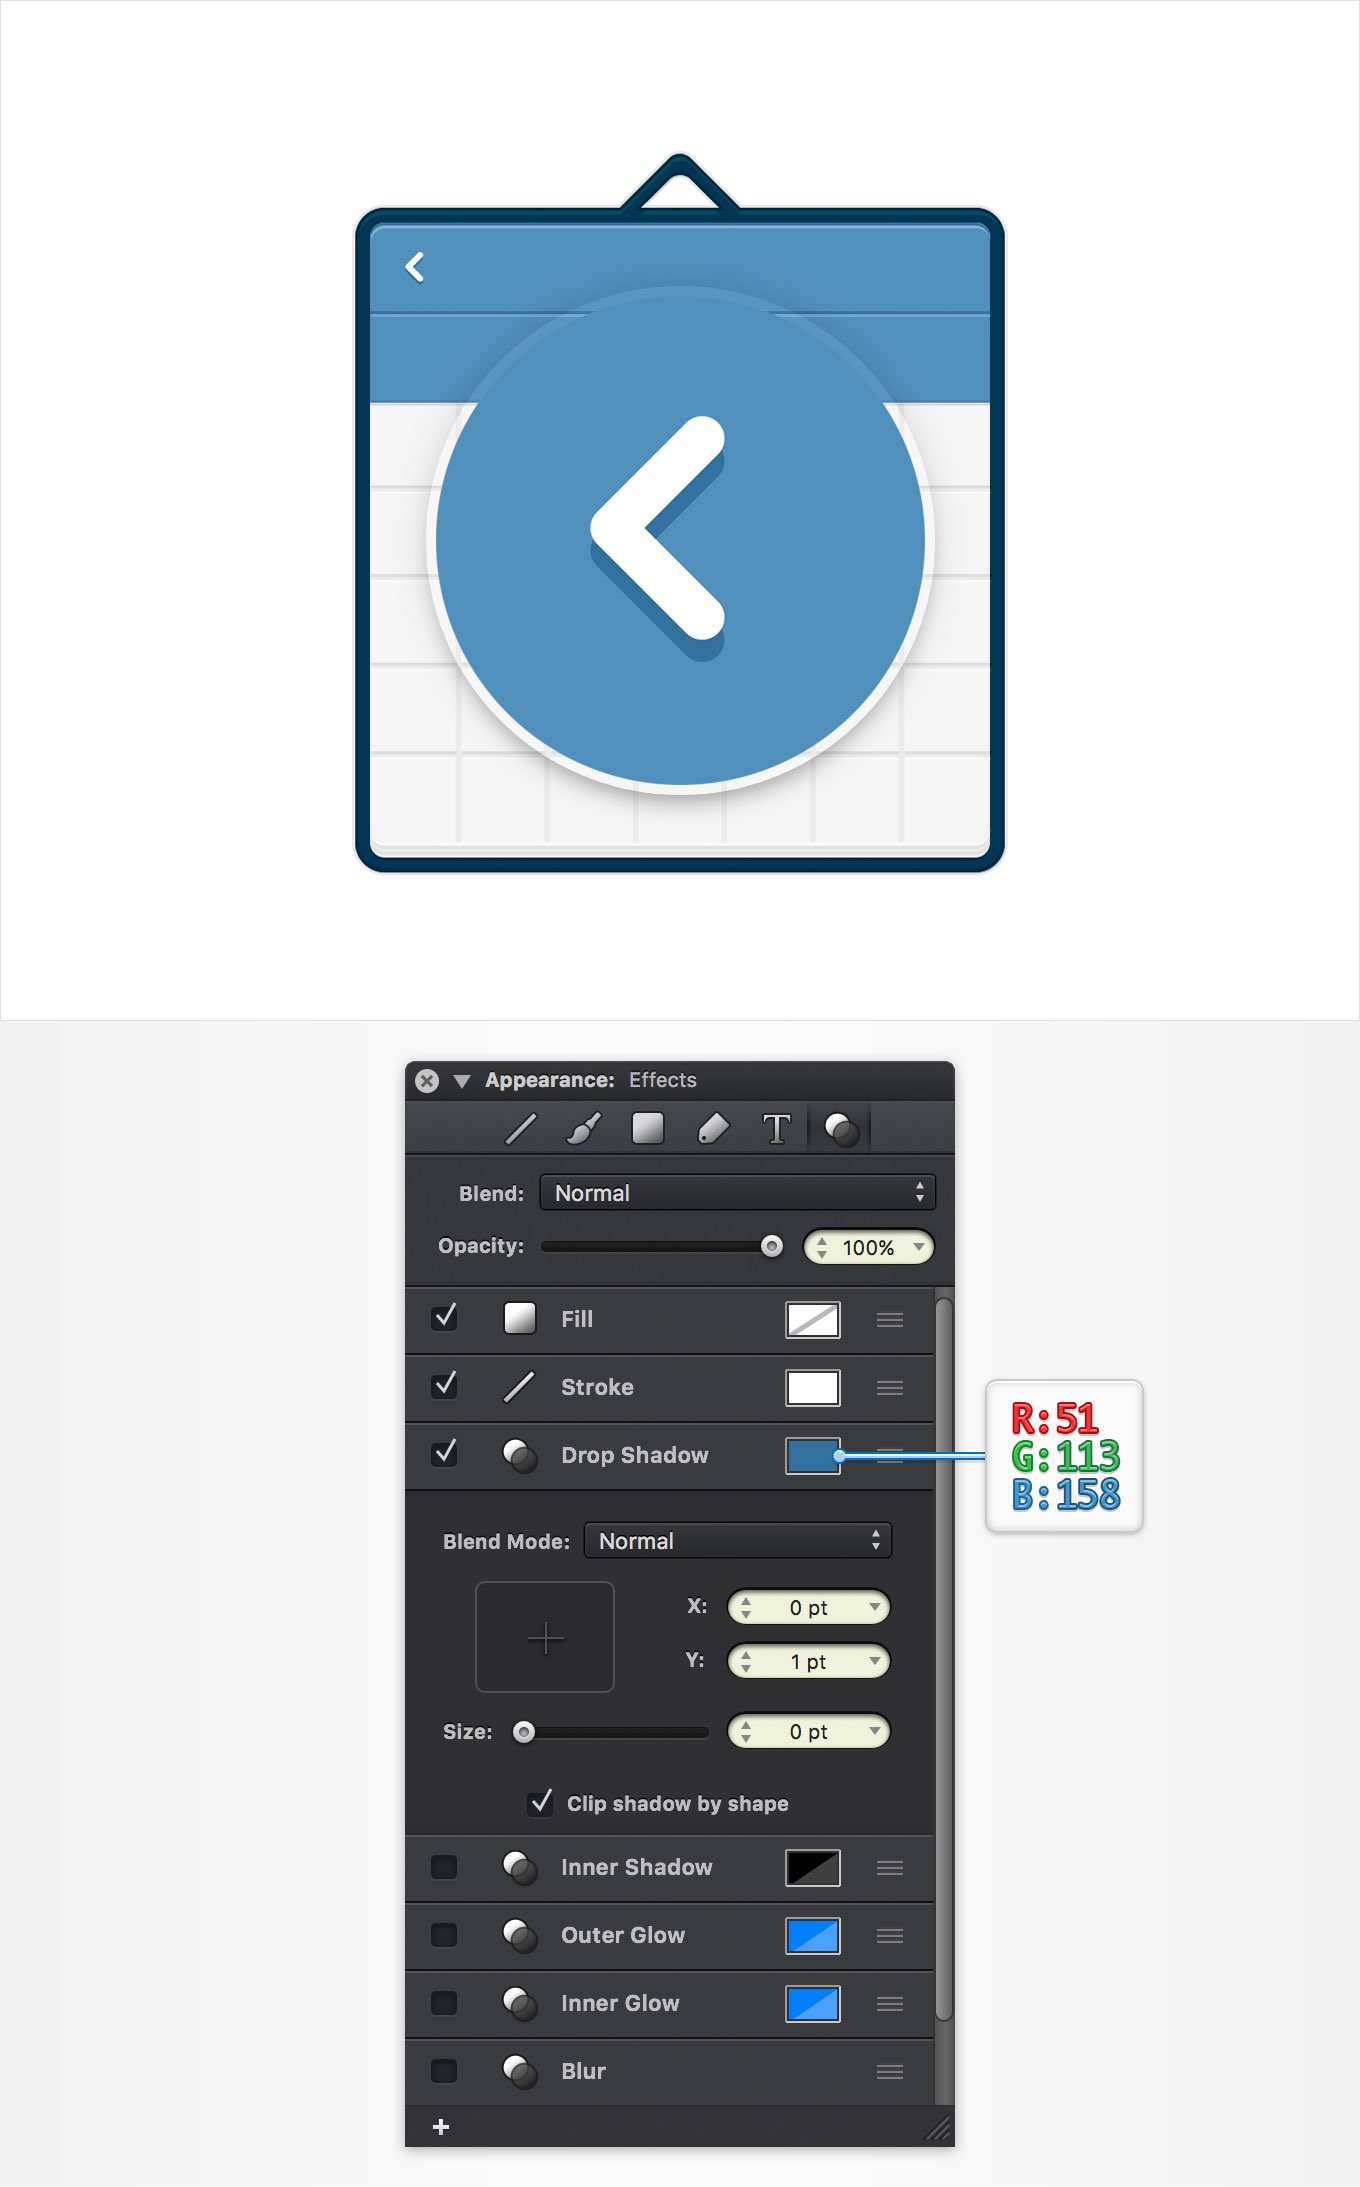 Appearance: Effects
T
Blend: Normal
Opacity: 100%
Fill
Stroke
Drop Shadow
R:51
G:113
B:158
Blend Mode: Normal
X: 0 pt
Y: 1 pt
Size: 0 pt
Clip shadow by shape
Inner Shadow
Outer Glow
Inner Glow
Blur